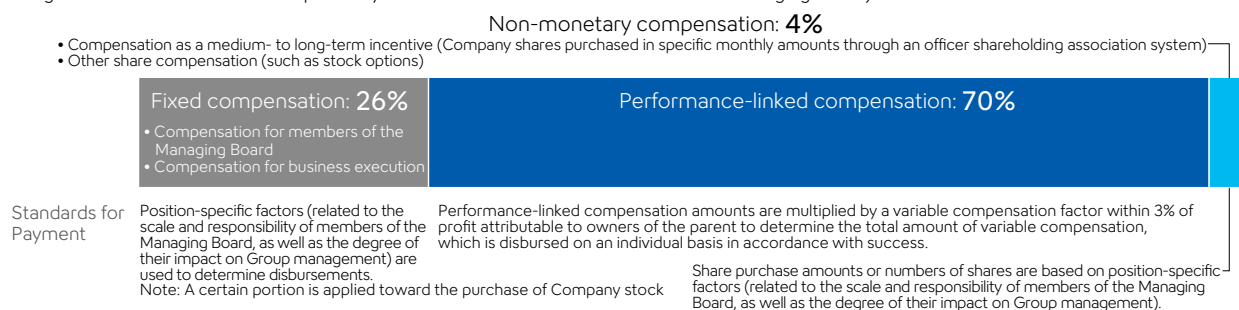 Non-monetary compensation: 4%
• Compensation as a medium- to long-term incentive (Company shares purchased in specific monthly amounts through an officer shareholding association system)
• Other share compensation (such as stock options)
Fixed compensation: 26%
• Compensation for members of the
Managing Board
• Compensation for business execution
Performance-linked compensation: 70%
Standards for
Payment
Position-specific factors (related to the
scale and responsibility of members of the
Managing Board, as well as the degree of
their impact on Group management) are
used to determine disbursements.
Note: A certain portion is applied toward the purchase of Company stock
Performance-linked compensation amounts are multiplied by a variable compensation factor within 3% of
profit attributable to owners of the parent to determine the total amount of variable compensation,
which is disbursed on an individual basis in accordance with success.
Share purchase amounts or numbers of shares are based on position-specific
factors (related to the scale and responsibility of members of the Managing
Board, as well as the degree of their impact on Group management).